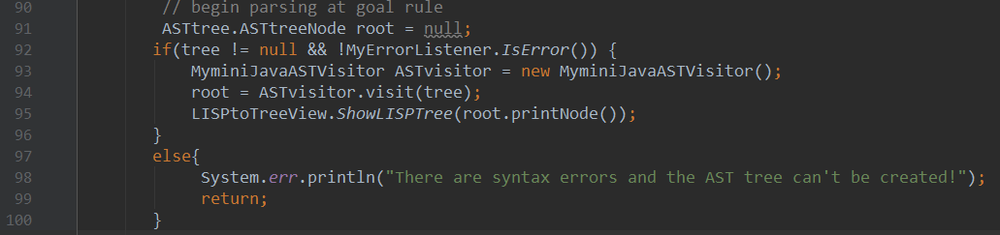 90 // begin parsing at goal rule
91 ASTtree.ASTtreeNode root = null;
92 if(tree != null && !MyErrorListener.IsError()) {
93 MyminiJavaASTVisitor ASTvisitor = new MyminiJavaASTVisitor();
94 root = ASTvisitor.visit(tree);
95 LISPtoTreeView.ShowLISPTree(root.printNode());
96 }
97 else{
98 System.err.println("There are syntax errors and the AST tree can't be created!");
99 return;
100 }